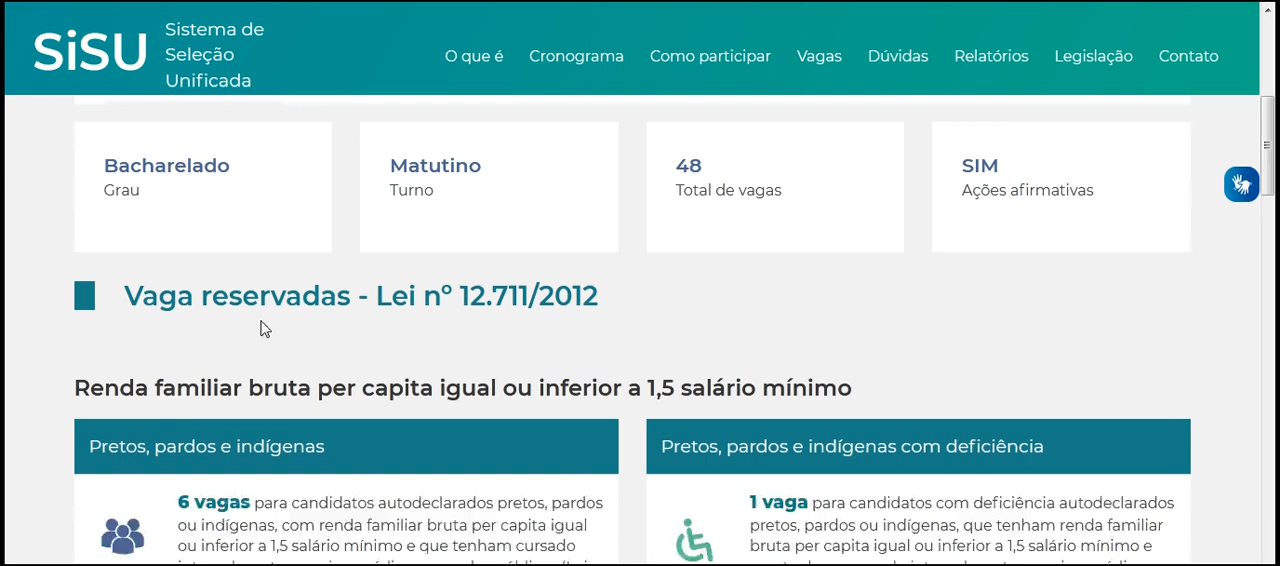 SiSU
Sistema de
Seleção
Unificada
O que é Cronograma Como participar Vagas Dúvidas Relatórios Legislação Contato
Bacharelado
Grau
Matutino
Turno
48
Total de vagas
SIM
Ações afirmativas
Vaga reservadas - Lei nº 12.711/2012
Renda familiar bruta per capita igual ou inferior a 1,5 salário mínimo
Pretos, pardos e indígenas
6 vagas para candidatos autodeclarados pretos, pardos
ou indígenas, com renda familiar bruta per capita igual
ou inferior a 1,5 salário mínimo e que tenham cursado
Pretos, pardos e indígenas com deficiência
1 vaga para candidatos com deficiência autodeclarados
pretos, pardos ou indígenas, que tenham renda familiar
bruta per capita igual ou inferior a 1,5 salário mínimo e